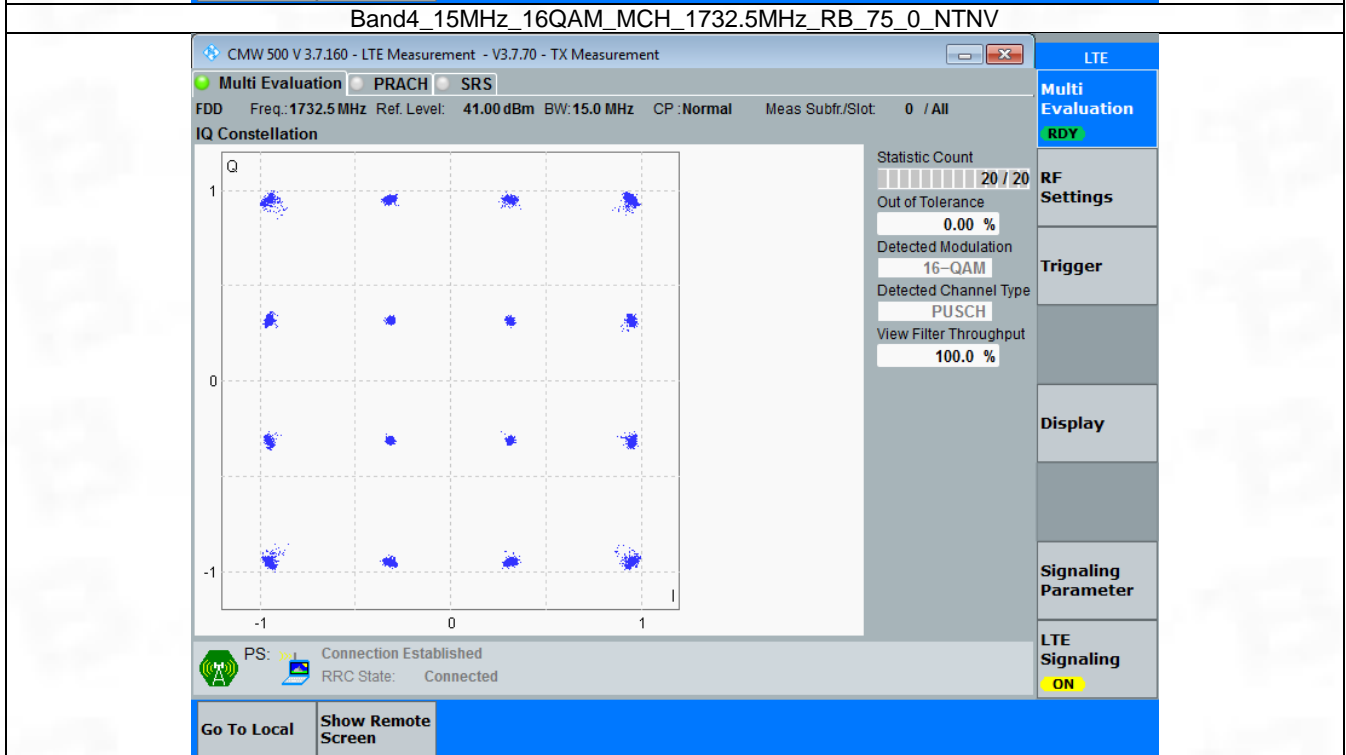 Band4_15MHz_16QAM_MCH_1732.5MHz_RB_75_0_NTNV
CMW 500 V 3.7.160 - LTE Measurement - V3.7.70 - TX Measurement
LTE
Multi Evaluation PRACH SRS
Multi
Evaluation
RDY
FDD Freq.:1732.5 MHz Ref. Level: 41.00 dBm BW:15.0 MHz CP :Normal Meas Subfr./Slot: 0 / All
IQ Constellation
Q
1
0
-1
I
-1 0 1
Statistic Count
20 / 20
Out of Tolerance
0.00 %
Detected Modulation
16-QAM
Detected Channel Type
PUSCH
View Filter Throughput
100.0 %
RF
Settings
Trigger
Display
Signaling
Parameter
LTE
Signaling
ON
PS: Connection Established
RRC State: Connected
Go To Local
Show Remote
Screen